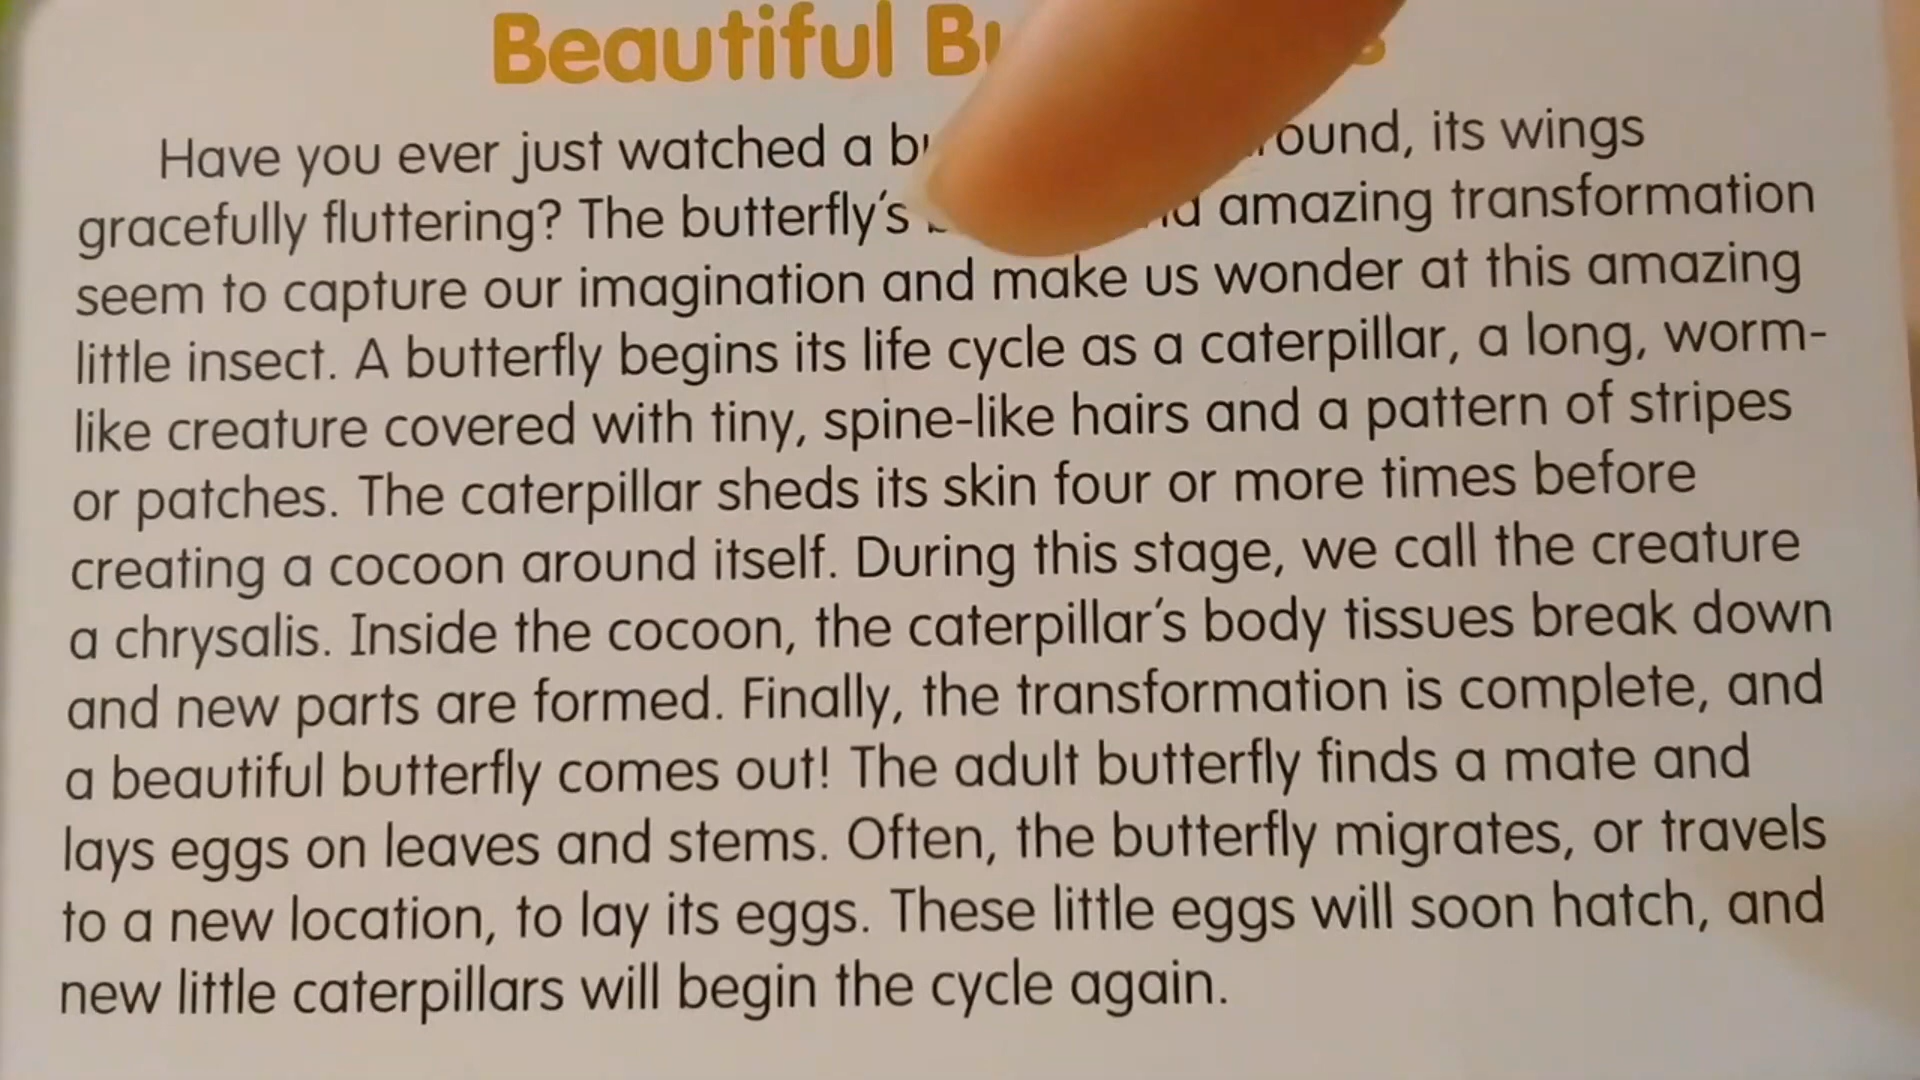 Beautiful
Have you ever just watched a its wings
gracefully fluttering? The butterfly's amazing transformation
seem to capture our imagination and make us wonder at this amazing
little insect. A butterfly begins its life cycle as a caterpillar, a long, worm-
like creature covered with tiny, spine-like hairs and a pattern of stripes
or patches. The caterpillar sheds its skin four or more times before
creating a cocoon around itself. During this stage, we call the creature
a chrysalis. Inside the cocoon, the caterpillar's body tissues break down
and new parts are formed. Finally, the transformation is complete, and
a beautiful butterfly comes out! The adult butterfly finds a mate and
lays eggs on leaves and stems. Often, the butterfly migrates, or travels
to a new location, to lay its eggs. These little eggs will soon hatch, and
new little caterpillars will begin the cycle again.